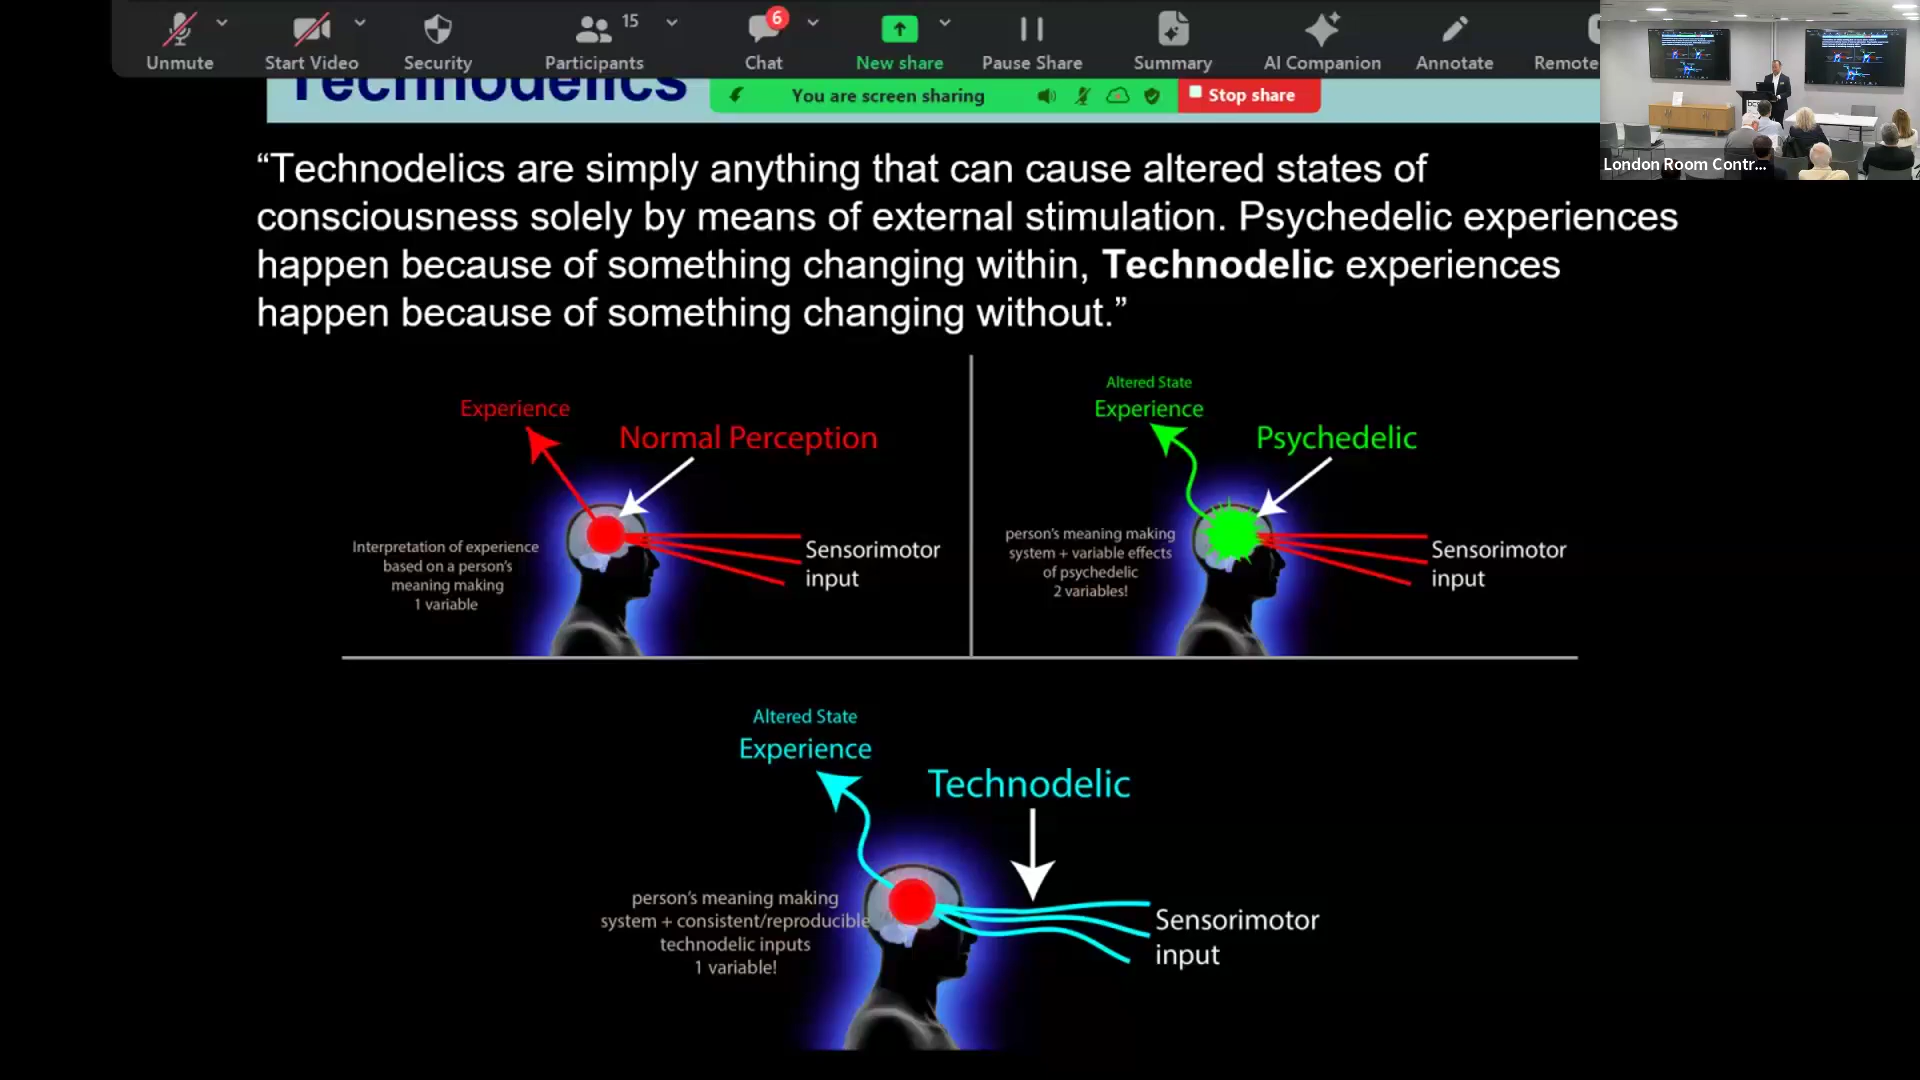 Unmute
Start Video
Security
Participants
15
Chat
6
New share
Pause Share
Summary
AI Companion
Annotate
Remote
Technodelics
You are screen sharing
Stop share
London Room Contr...
“Technodelics are simply anything that can cause altered states of
consciousness solely by means of external stimulation. Psychedelic experiences
happen because of something changing within, Technodelic experiences
happen because of something changing without.”
Experience
Normal Perception
Interpretation of experience
based on a person's
meaning making
1 variable
Sensorimotor
input
Altered State
Experience
Psychedelic
person's meaning making
system + variable effects
of psychedelic
2 variables!
Sensorimotor
input
Altered State
Experience
Technodelic
person's meaning making
system + consistent/reproducible
technodelic inputs
1 variable!
Sensorimotor
input